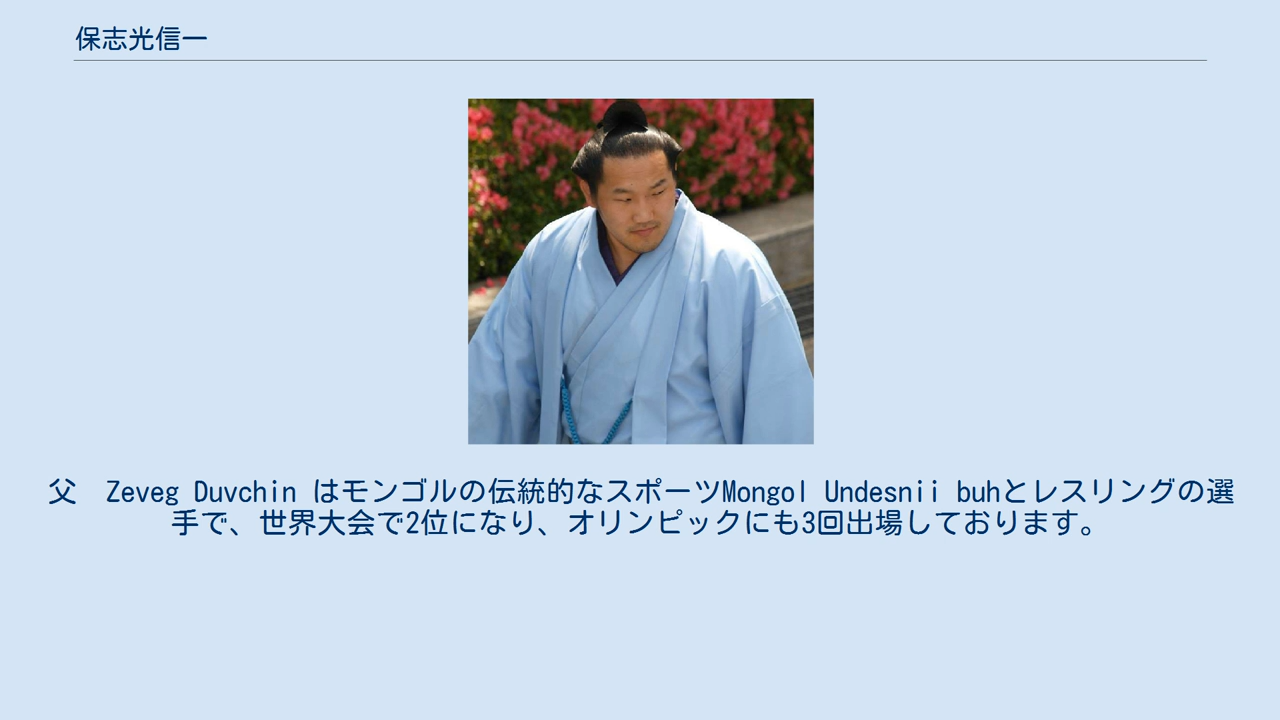 保志光信一
父　Zeveg Duvchin はモンゴルの伝統的なスポーツMongol Undesnii buhとレスリングの選
手で、世界大会で2位になり、オリンピックにも3回出場しております。